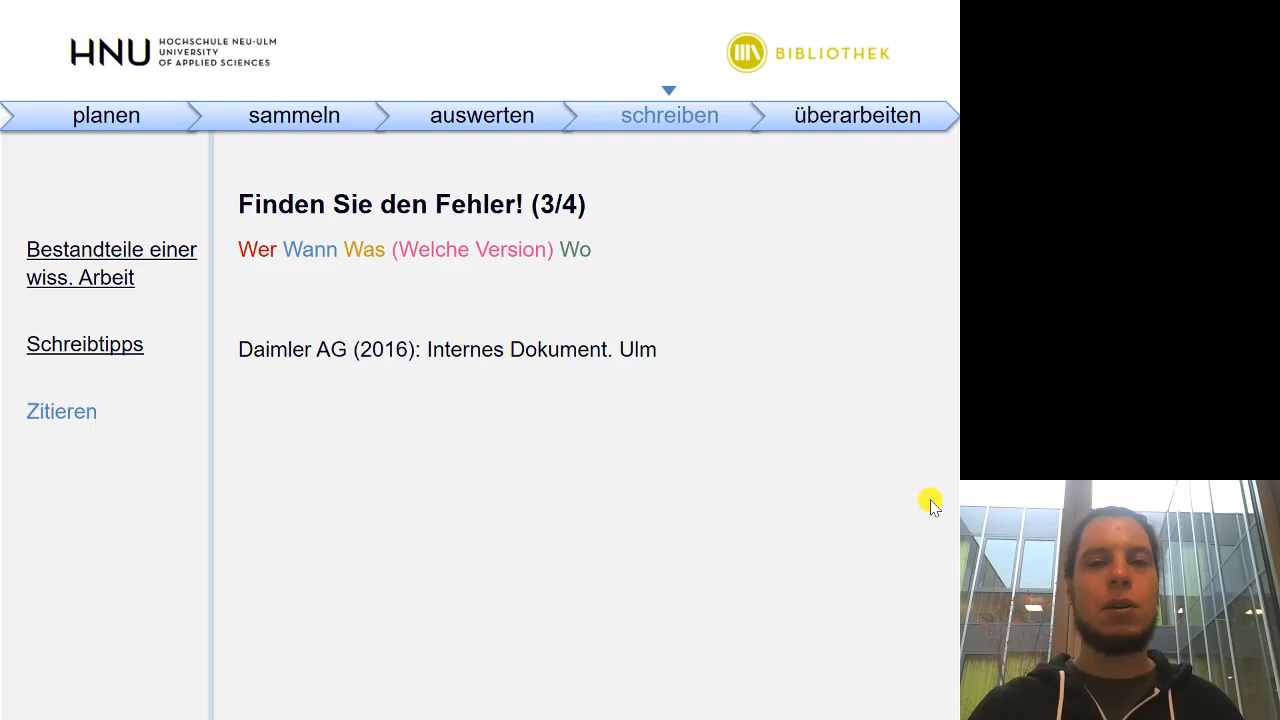 HNU
HOCHSCHULE NEU-ULM
UNIVERSITY
OF APPLIED SCIENCES
BIBLIOTHEK
planen
sammeln
auswerten
schreiben
überarbeiten
Bestandteile einer
wiss. Arbeit
Schreibtipps
Zitieren
Finden Sie den Fehler! (3/4)
Wer Wann Was (Welche Version) Wo
Daimler AG (2016): Internes Dokument. Ulm